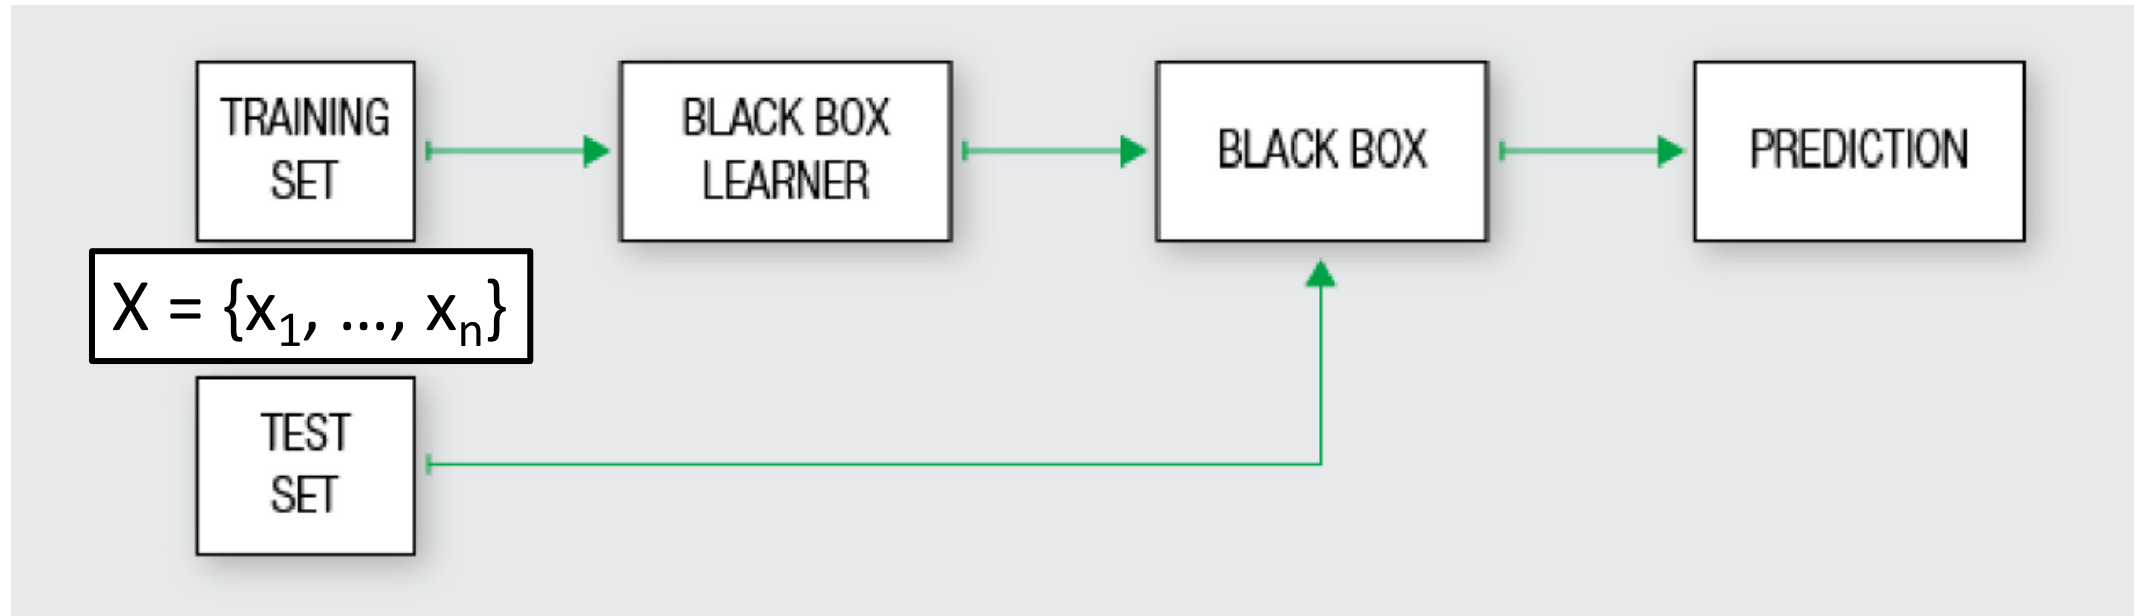 TRAINING
SET
BLACK BOX
LEARNER
BLACK BOX
PREDICTION
X = {x₁, ..., xₙ}
TEST
SET